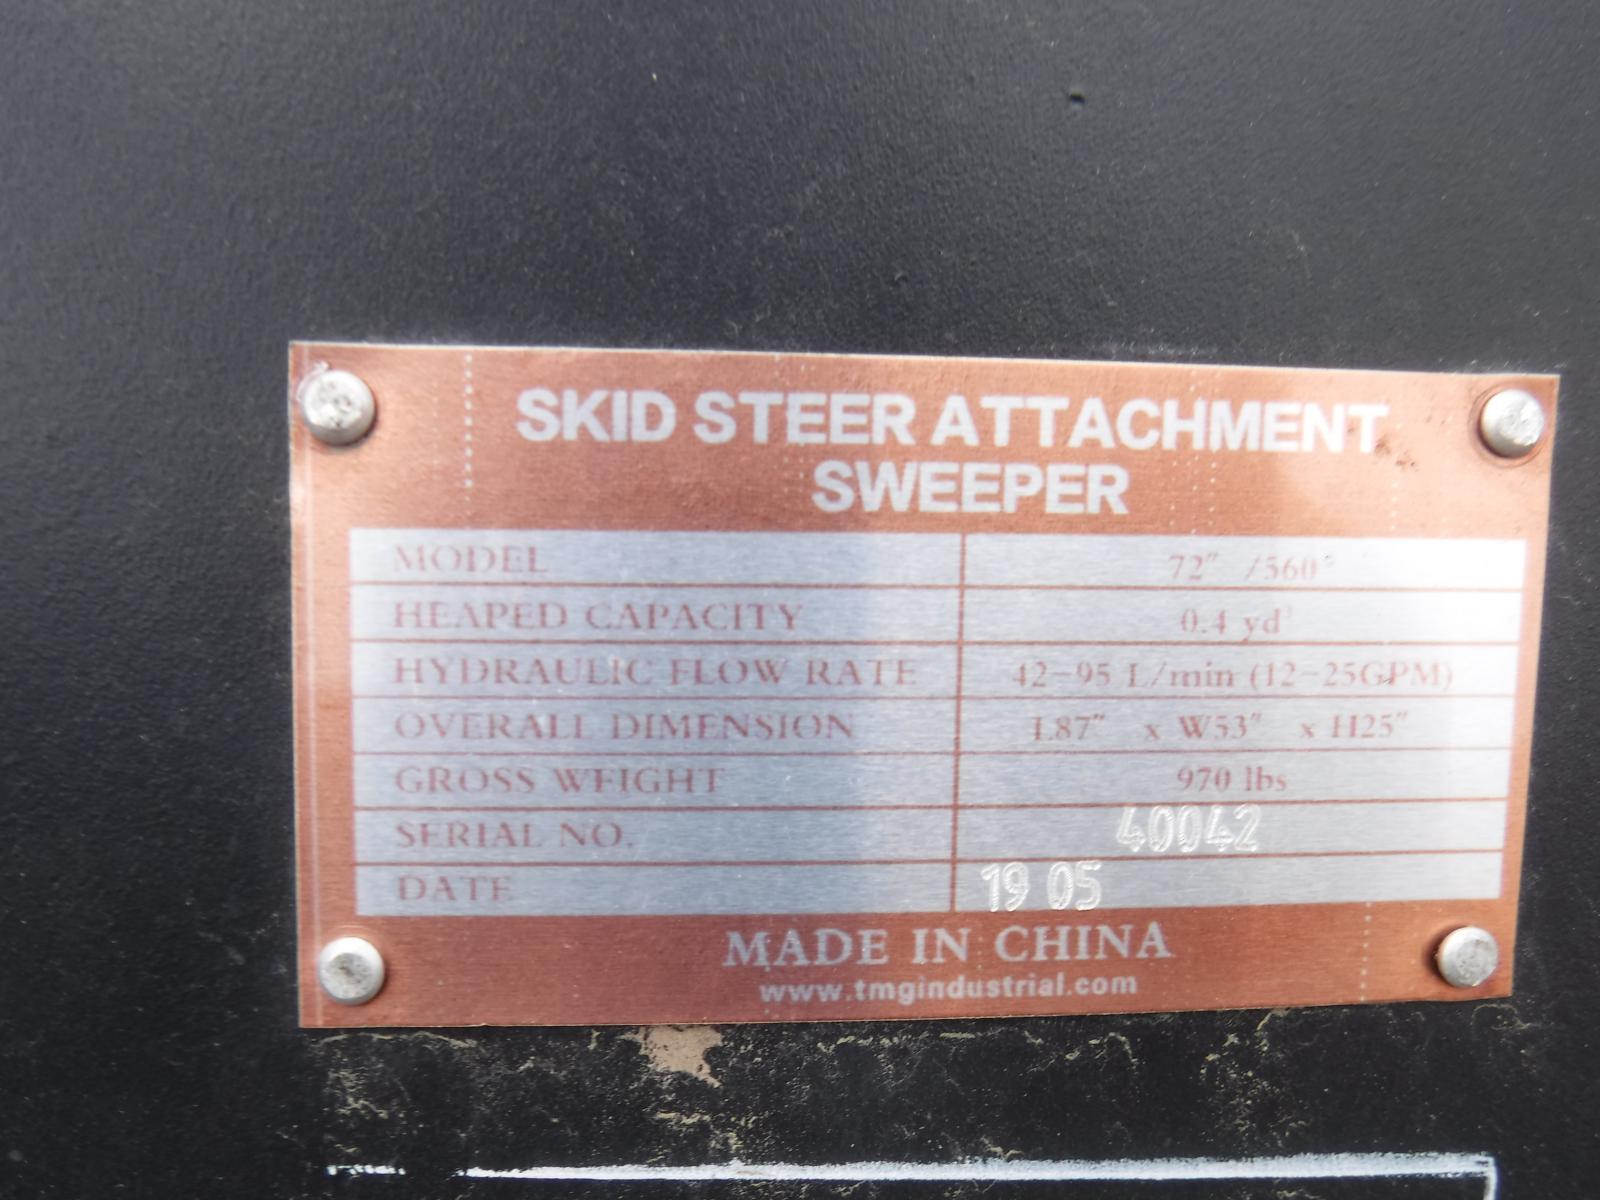 SKID STEER ATTACHMENT
SWEEPER
MODEL 72" /560°
HEAPED CAPACITY 0.4 yd³
HYDRAULIC FLOW RATE 42-95 L/min (12-25GPM)
OVERALL DIMENSION L87" x W53" x H25"
GROSS WEIGHT 970 lbs
SERIAL NO. 40042
DATE 19 05
MADE IN CHINA
www.tmgindustrial.com